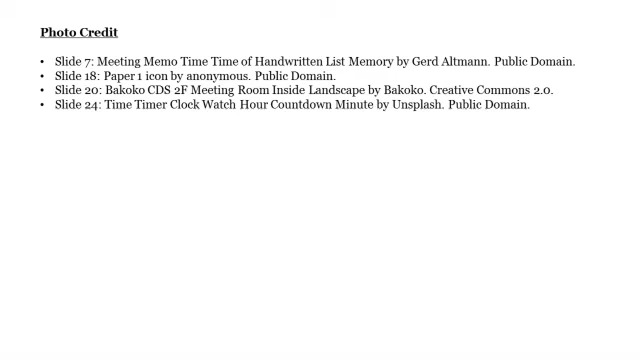 Photo Credit
• Slide 7: Meeting Memo Time Time of Handwritten List Memory by Gerd Altmann. Public Domain.
• Slide 18: Paper 1 icon by anonymous. Public Domain.
• Slide 20: Bakoko CDS 2F Meeting Room Inside Landscape by Bakoko. Creative Commons 2.0.
• Slide 24: Time Timer Clock Watch Hour Countdown Minute by Unsplash. Public Domain.